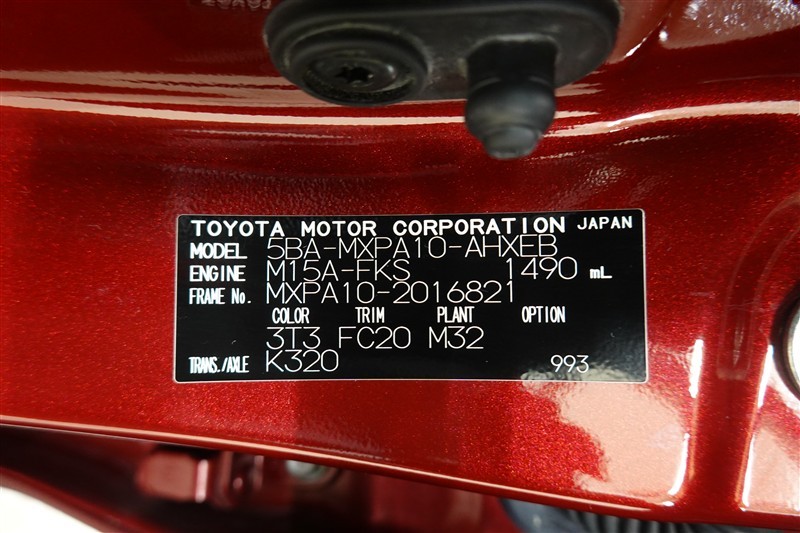 TOYOTA MOTOR CORPORATION JAPAN
MODEL 5BA-MXPA10-AHXEB
ENGINE M15A-FKS 1490 mL
FRAME No. MXPA10-2016821
COLOR TRIM PLANT OPTION
3T3 FC20 M32
TRANS./AXLE K320 993